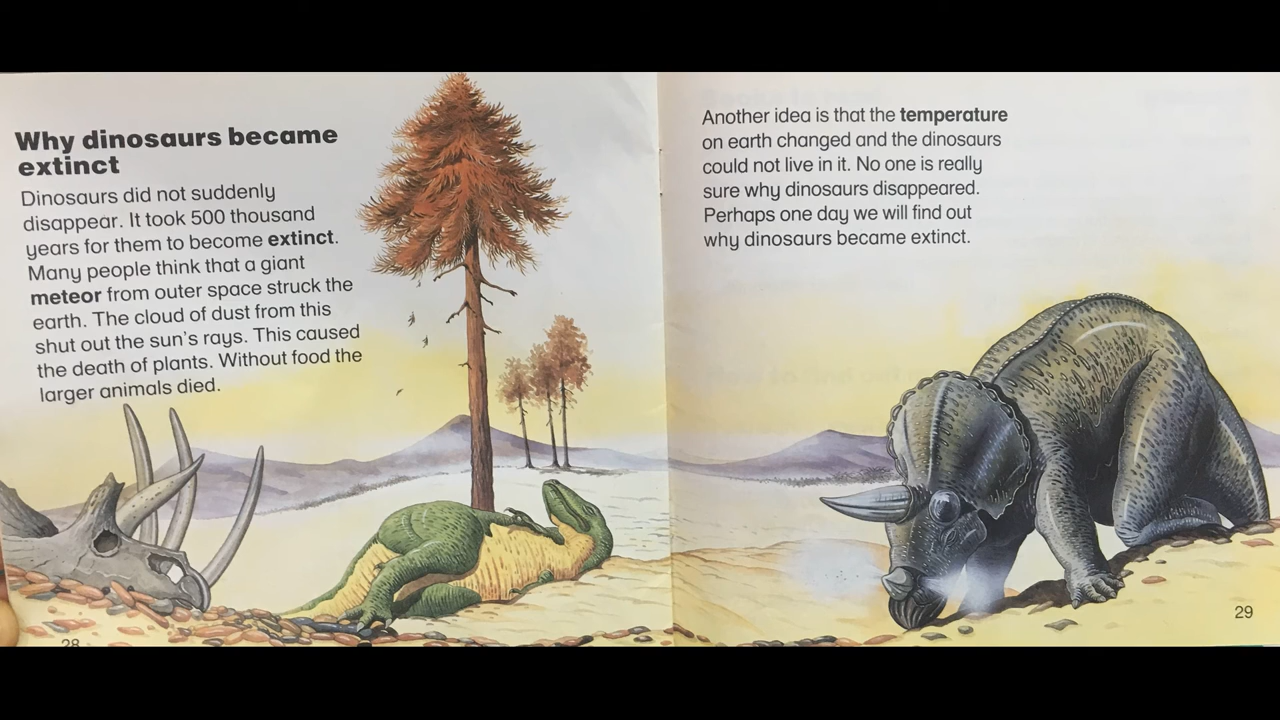 Why dinosaurs became
extinct
Dinosaurs did not suddenly
disappear. It took 500 thousand
years for them to become extinct.
Many people think that a giant
meteor from outer space struck the
earth. The cloud of dust from this
shut out the sun's rays. This caused
the death of plants. Without food the
larger animals died.
28
Another idea is that the temperature
on earth changed and the dinosaurs
could not live in it. No one is really
sure why dinosaurs disappeared.
Perhaps one day we will find out
why dinosaurs became extinct.
29